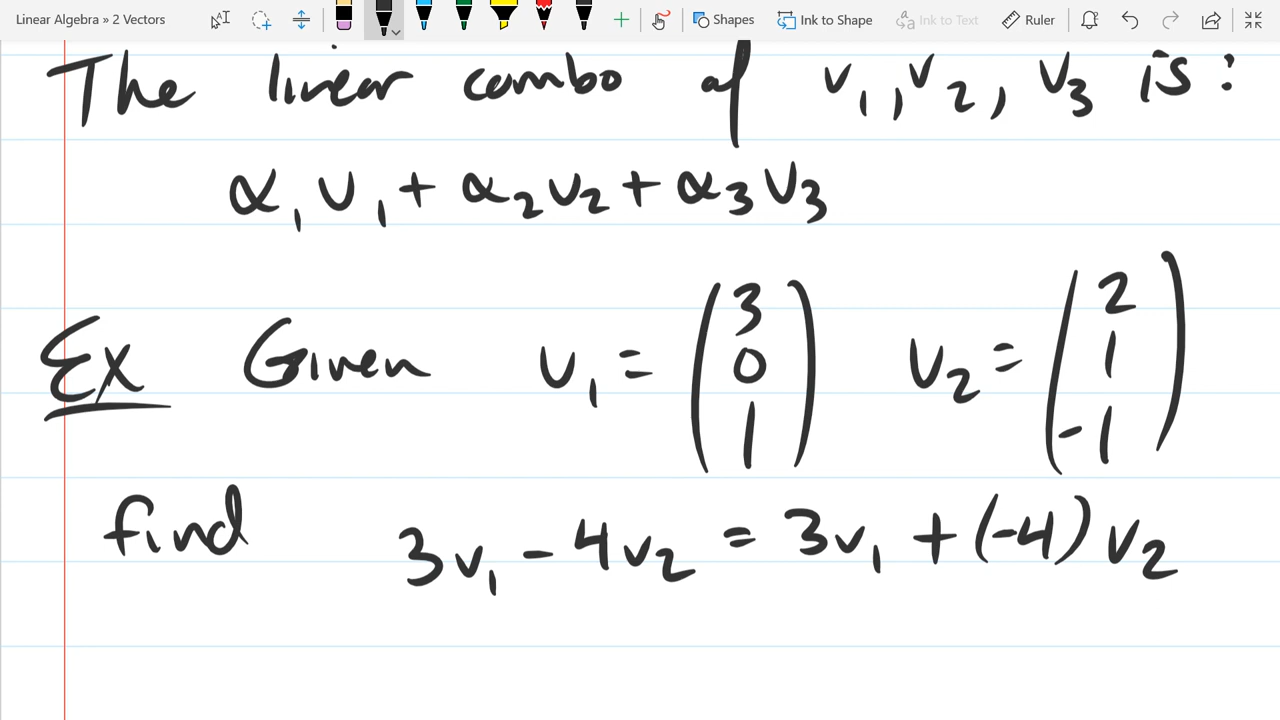 Linear Algebra » 2 Vectors Shapes Ink to Shape Ink to Text Ruler
The linear combo of v₁, v₂, v₃ is:
α₁v₁ + α₂v₂ + α₃v₃
Ex Given v₁ = (3 0 1) v₂ = (2 1 -1)
find 3v₁ - 4v₂ = 3v₁ + (-4)v₂